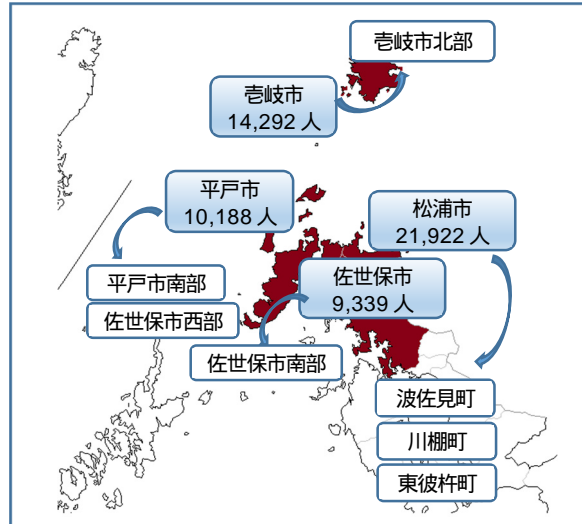 壱岐市北部
壱岐市
14,292 人
平戸市
10,188 人
松浦市
21,922 人
平戸市南部
佐世保市西部
佐世保市
9,339 人
佐世保市南部
波佐見町
川棚町
東彼杵町